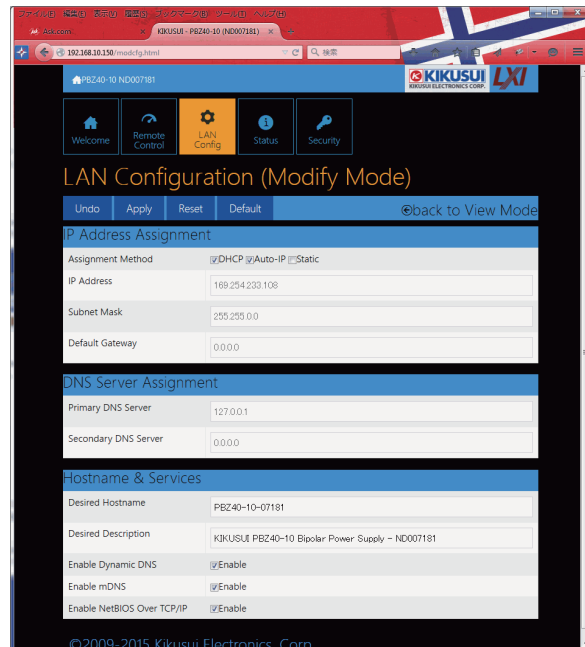 ファイル(F) 編集(E) 表示(V) 履歴(S) ブックマーク(B) ツール(T) ヘルプ(H)
Ask.com × KIKUSUI - PBZ40-10 (ND007181) × +
192.168.10.150/modcfg.html 検索
PBZ40-10 ND007181
KIKUSUI
KIKUSUI ELECTRONICS CORP.
LXI
Welcome
Remote Control
LAN Config
Status
Security
LAN Configuration (Modify Mode)
Undo Apply Reset Default back to View Mode
IP Address Assignment
Assignment Method DHCP Auto-IP Static
IP Address 169.254.233.108
Subnet Mask 255.255.0.0
Default Gateway 0.0.0.0
DNS Server Assignment
Primary DNS Server 127.0.0.1
Secondary DNS Server 0.0.0.0
Hostname & Services
Desired Hostname PBZ40-10-07181
Desired Description KIKUSUI PBZ40-10 Bipolar Power Supply - ND007181
Enable Dynamic DNS Enable
Enable mDNS Enable
Enable NetBIOS Over TCP/IP Enable
©2009-2015 Kikusui Electronics, Corp.